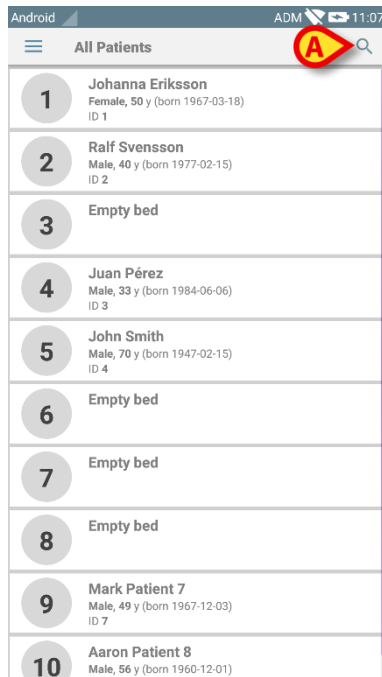 Android ADM 11:07
All Patients A
1
Johanna Eriksson
Female, 50 y (born 1967-03-18)
ID 1
2
Ralf Svensson
Male, 40 y (born 1977-02-15)
ID 2
3
Empty bed
4
Juan Pérez
Male, 33 y (born 1984-06-06)
ID 3
5
John Smith
Male, 70 y (born 1947-02-15)
ID 4
6
Empty bed
7
Empty bed
8
Empty bed
9
Mark Patient 7
Male, 49 y (born 1967-12-03)
ID 7
10
Aaron Patient 8
Male, 56 y (born 1960-12-01)